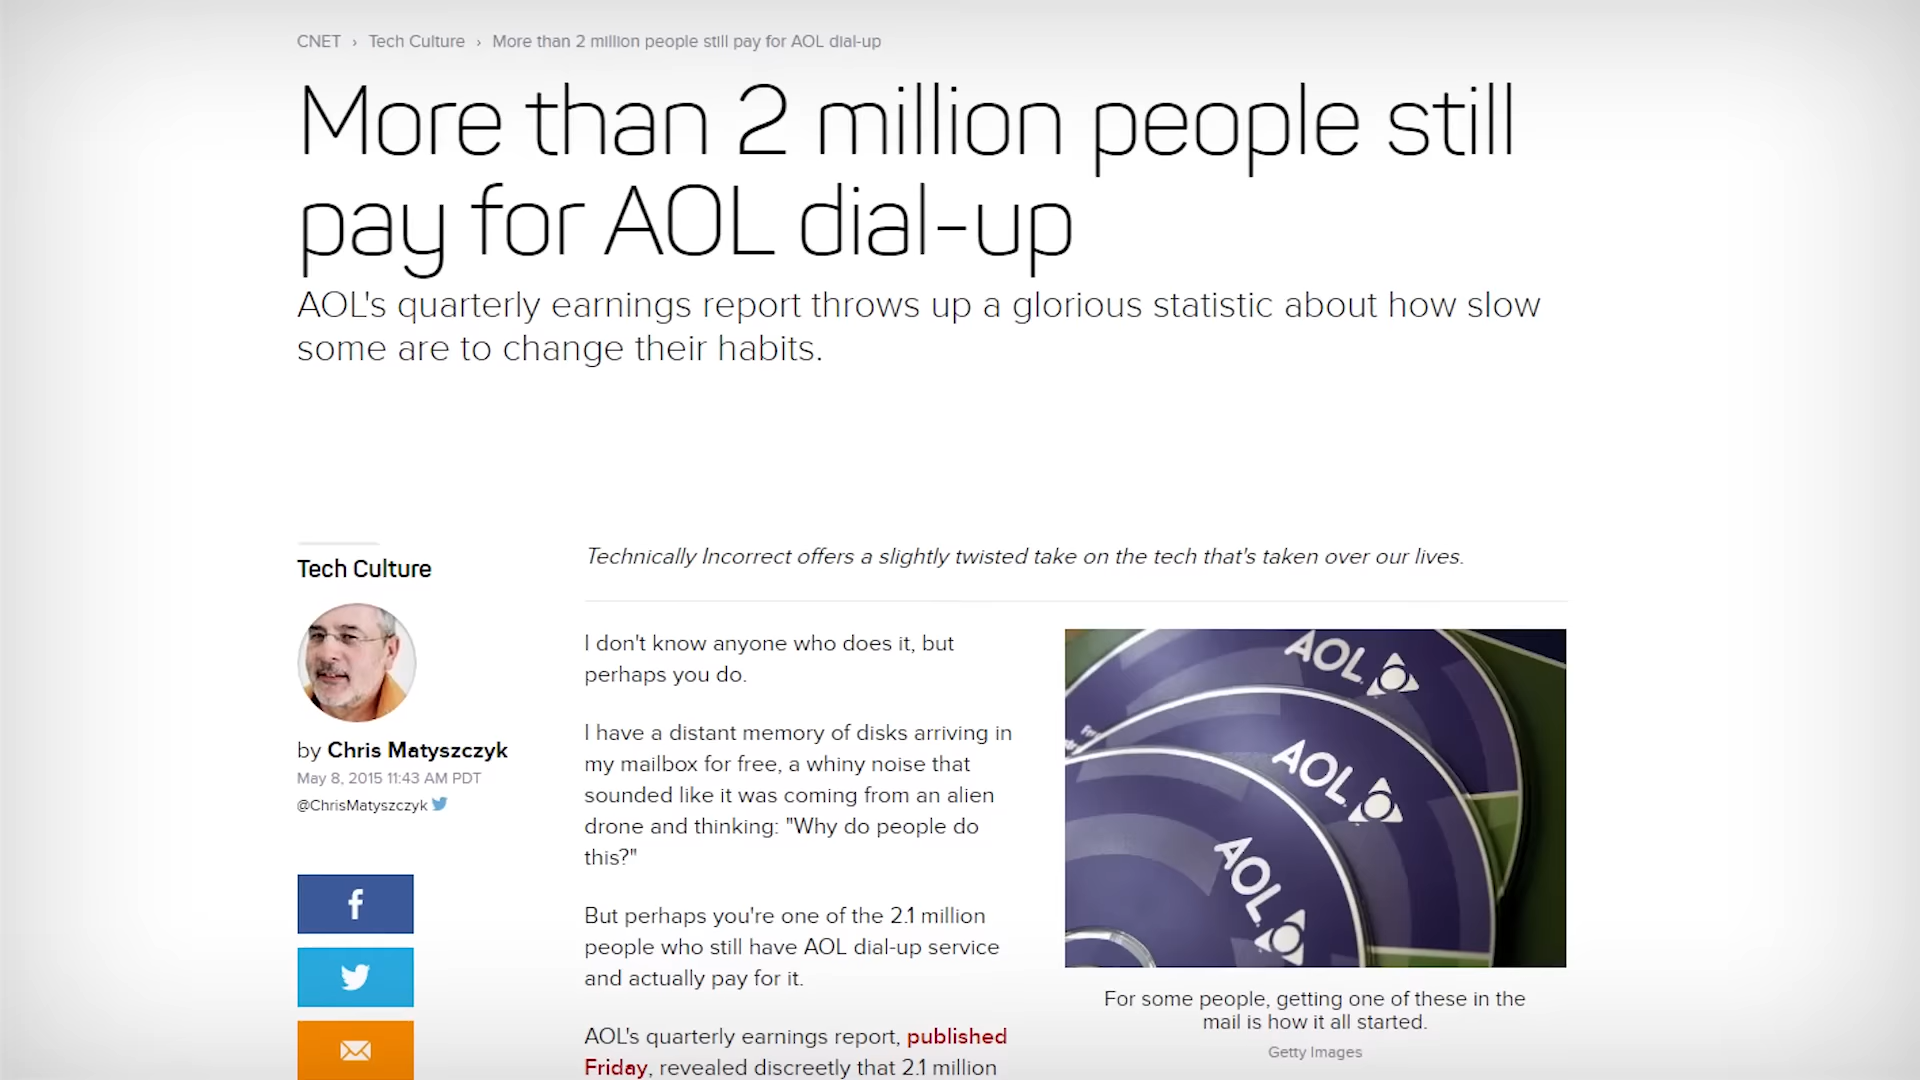 CNET › Tech Culture › More than 2 million people still pay for AOL dial-up
More than 2 million people still
pay for AOL dial-up
AOL's quarterly earnings report throws up a glorious statistic about how slow
some are to change their habits.
Tech Culture
by Chris Matyszczyk
May 8, 2015 11:43 AM PDT
@ChrisMatyszczyk
Technically Incorrect offers a slightly twisted take on the tech that's taken over our lives.
I don't know anyone who does it, but
perhaps you do.
I have a distant memory of disks arriving in
my mailbox for free, a whiny noise that
sounded like it was coming from an alien
drone and thinking: "Why do people do
this?"
But perhaps you're one of the 2.1 million
people who still have AOL dial-up service
and actually pay for it.
AOL's quarterly earnings report, published
Friday, revealed discreetly that 2.1 million
AOL
AOL
AOL
For some people, getting one of these in the
mail is how it all started.
Getty Images